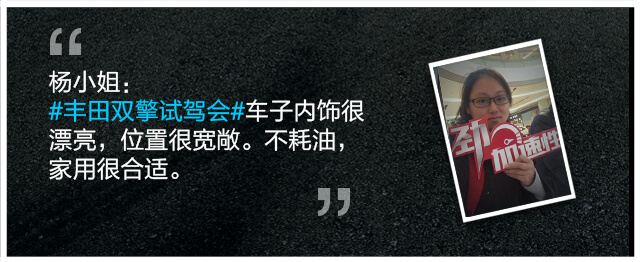 杨小姐：
#丰田双擎试驾会#车子内饰很
漂亮，位置很宽敞。不耗油，
家用很合适。
劲
加速性